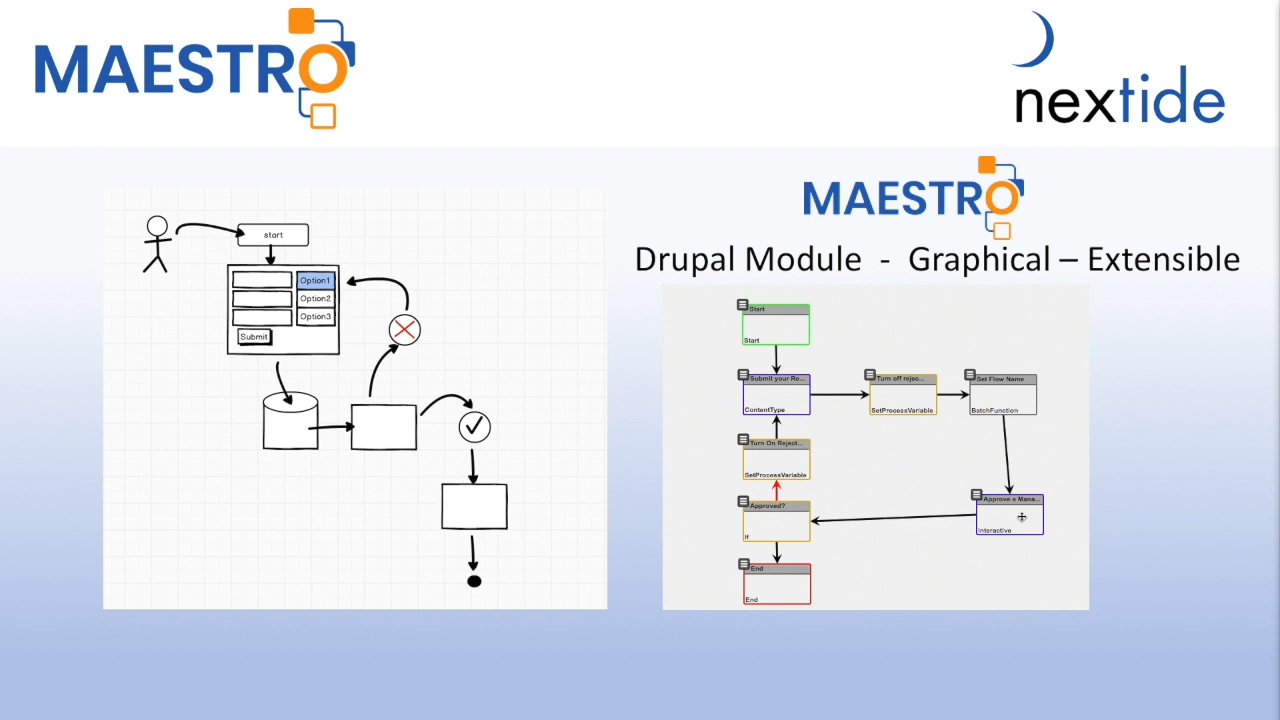 MAESTRO
nextide
MAESTRO
Drupal Module - Graphical – Extensible
start
Option1
Option2
Option3
Submit
Start
Start
Submit your Re...
ContentType
Turn off rejec...
SetProcessVariable
Set Flow Name
BatchFunction
Turn On Reject...
SetProcessVariable
Approve a Mana...
Interactive
Approved?
If
End
End